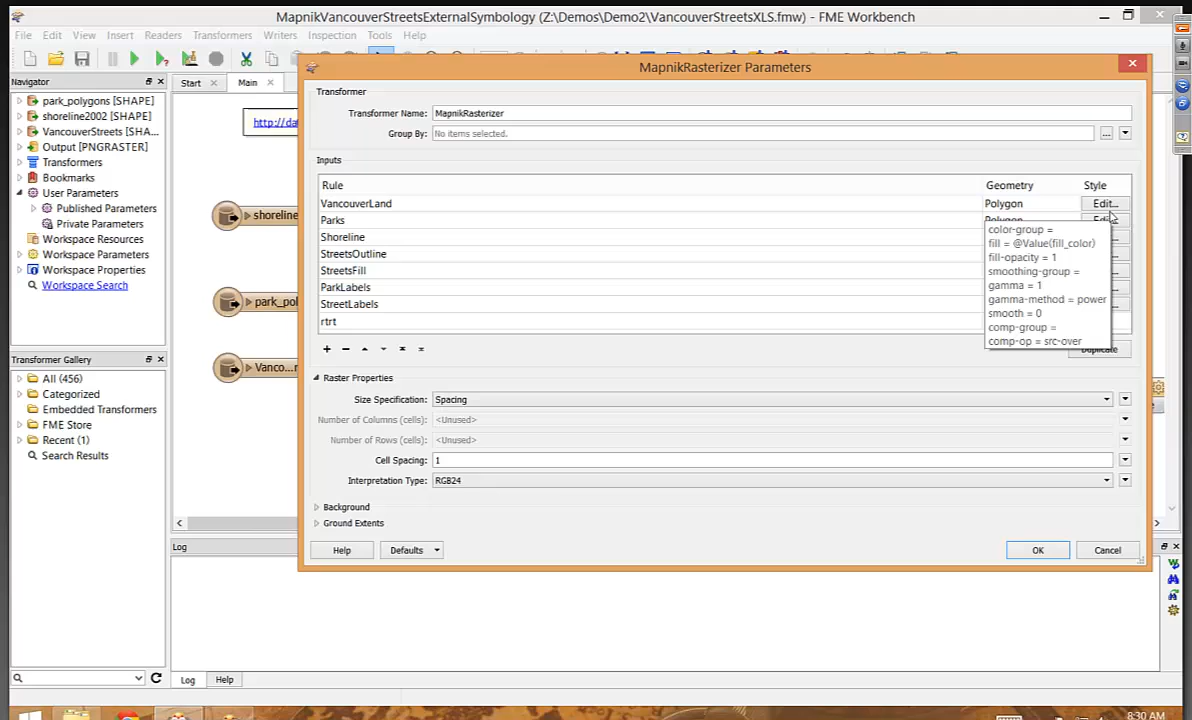 MapnikVancouverStreetsExternalSymbology (Z:\Demos\Demo2\VancouverStreetsXLS.fmw) - FME Workbench
File Edit View Insert Readers Transformers Writers Inspection Tools Help
Navigator
park_polygons [SHAPE]
shoreline2002 [SHAPE]
VancouverStreets [SHA...
Output [PNGRASTER]
Transformers
Bookmarks
User Parameters
Published Parameters
Private Parameters
Workspace Resources
Workspace Parameters
Workspace Properties
Workspace Search
Transformer Gallery
All (456)
Categorized
Embedded Transformers
FME Store
Recent (1)
Search Results
Start Main
http://da
shoreline
park_po
Vanco...r
MapnikRasterizer Parameters
Transformer
Transformer Name: MapnikRasterizer
Group By: No items selected. ...
Inputs
Rule Geometry Style
VancouverLand Polygon Edit...
Parks Polygon
Shoreline
StreetsOutline
StreetsFill
ParkLabels
StreetLabels
rtrt
color-group =
fill = @Value(fill_color)
fill-opacity = 1
smoothing-group =
gamma = 1
gamma-method = power
smooth = 0
comp-group =
comp-op = src-over
Duplicate
Raster Properties
Size Specification: Spacing
Number of Columns (cells): <Unused>
Number of Rows (cells): <Unused>
Cell Spacing: 1
Interpretation Type: RGB24
Background
Ground Extents
Help Defaults OK Cancel
Log
Log Help
8:30 AM